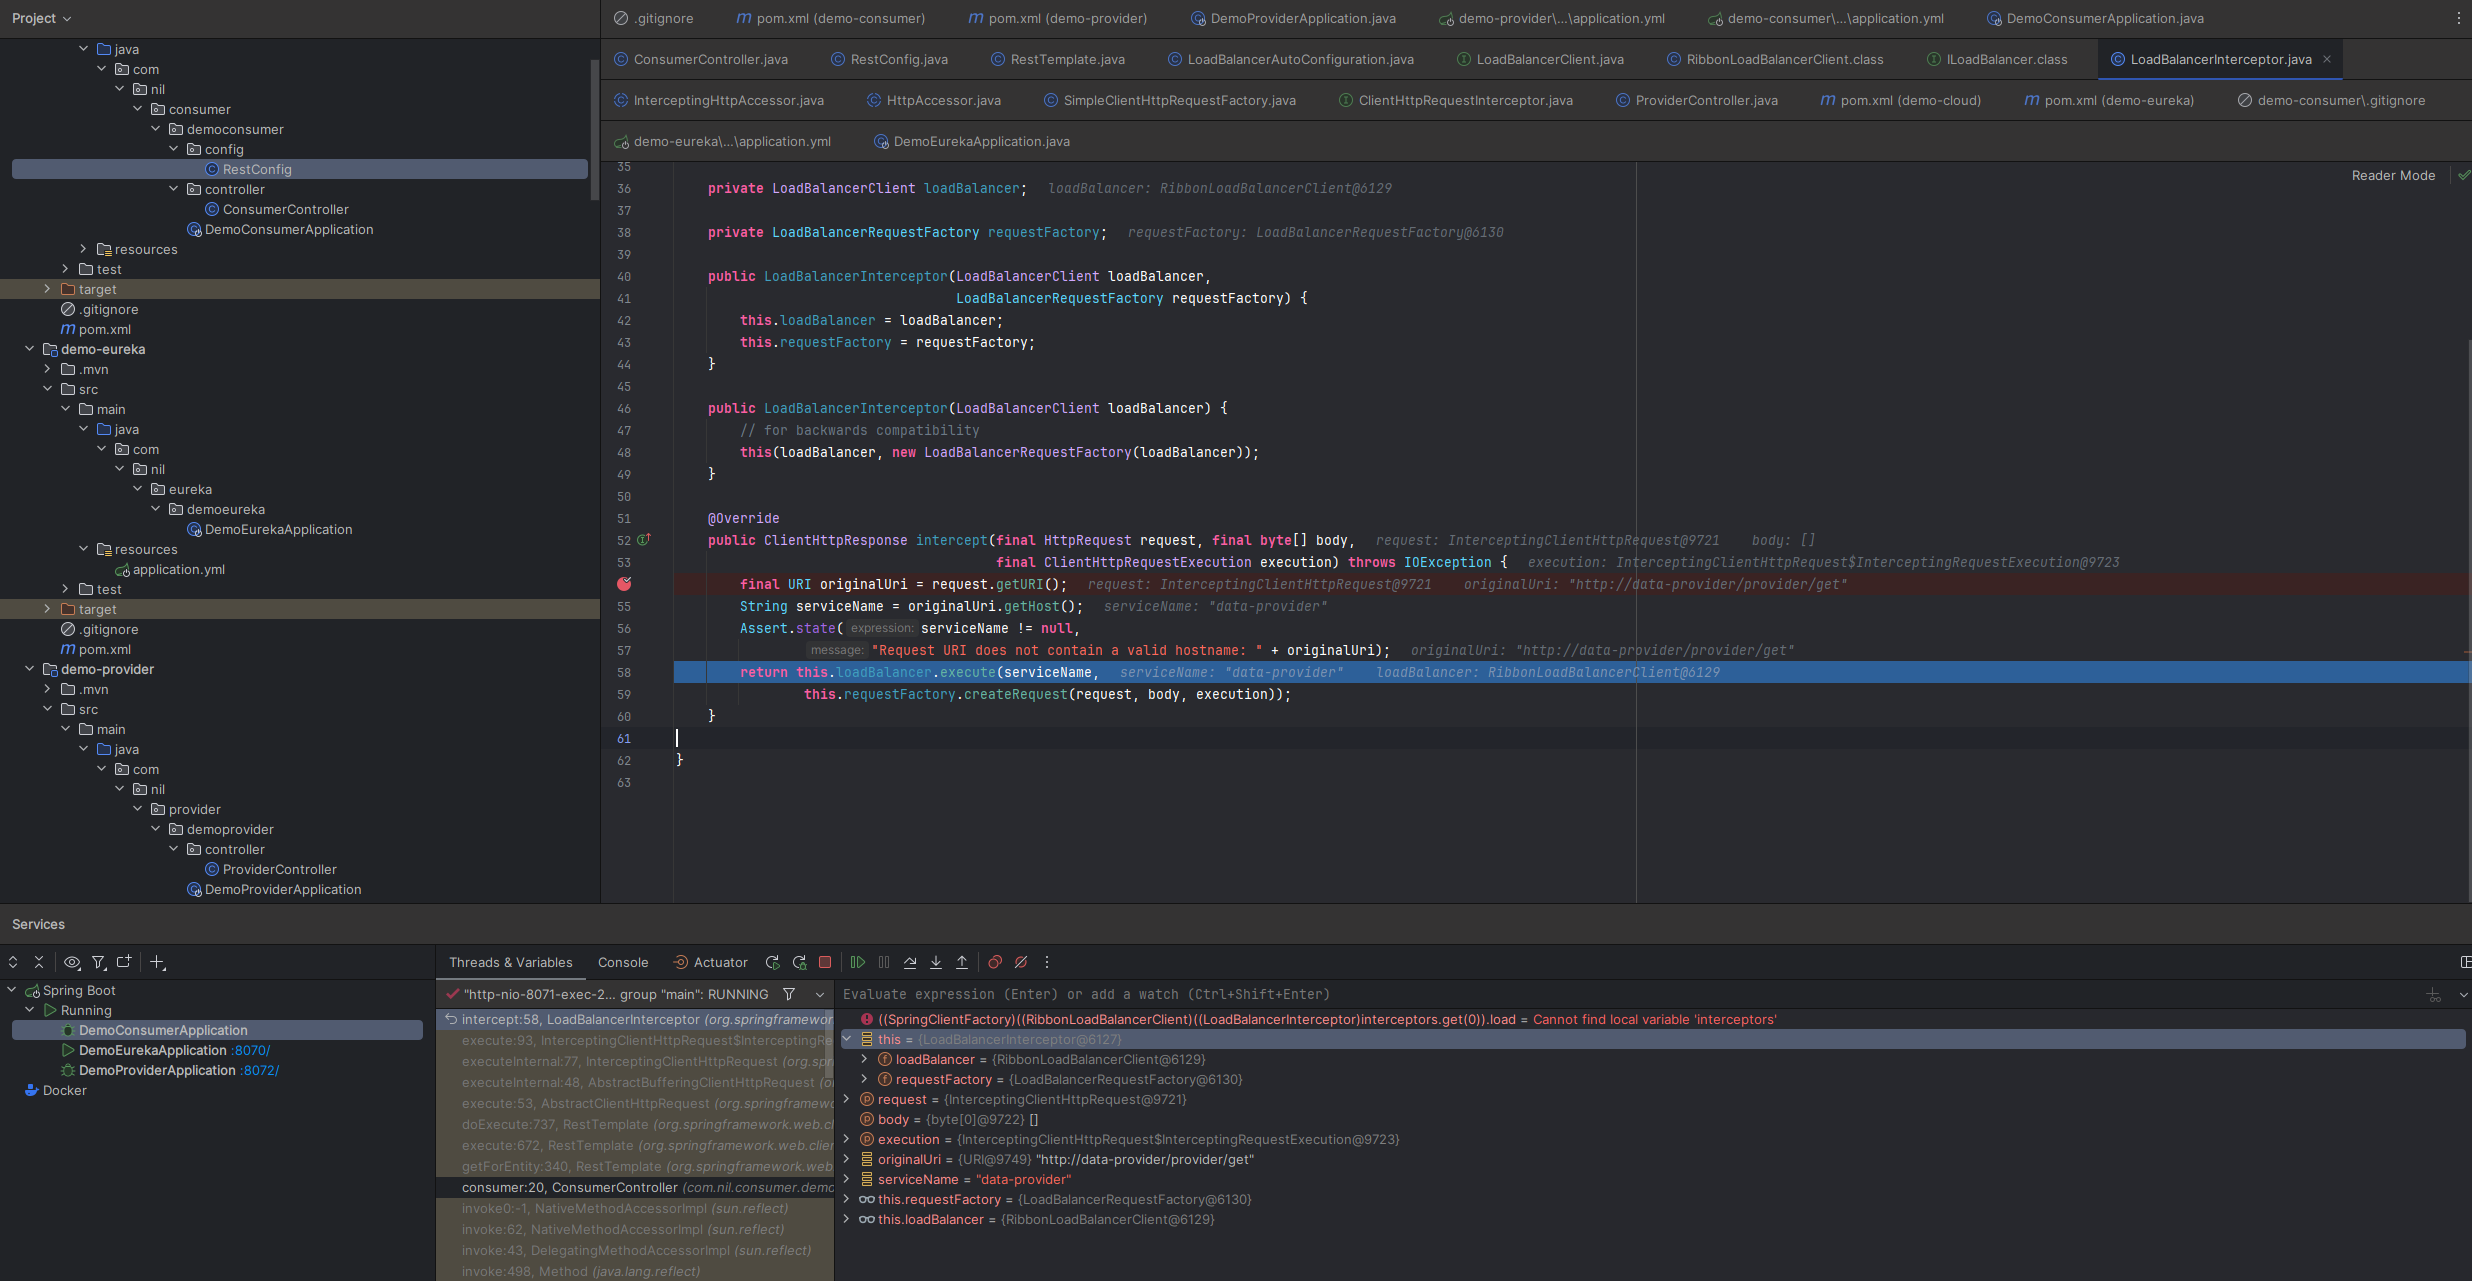 Project
java
com
nil
consumer
democonsumer
config
RestConfig
controller
ConsumerController
DemoConsumerApplication
resources
test
target
.gitignore
pom.xml
demo-eureka
.mvn
src
main
java
com
nil
eureka
demoeureka
DemoEurekaApplication
resources
application.yml
test
target
.gitignore
pom.xml
demo-provider
.mvn
src
main
java
com
nil
provider
demoprovider
controller
ProviderController
DemoProviderApplication
.gitignore pom.xml (demo-consumer) pom.xml (demo-provider) DemoProviderApplication.java demo-provider\...\application.yml demo-consumer\...\application.yml DemoConsumerApplication.java
ConsumerController.java RestConfig.java RestTemplate.java LoadBalancerAutoConfiguration.java LoadBalancerClient.java RibbonLoadBalancerClient.class ILoadBalancer.class LoadBalancerInterceptor.java
InterceptingHttpAccessor.java HttpAccessor.java SimpleClientHttpRequestFactory.java ClientHttpRequestInterceptor.java ProviderController.java pom.xml (demo-cloud) pom.xml (demo-eureka) demo-consumer\.gitignore
demo-eureka\...\application.yml DemoEurekaApplication.java
Reader Mode
35
36 private LoadBalancerClient loadBalancer; loadBalancer: RibbonLoadBalancerClient@6129
37
38 private LoadBalancerRequestFactory requestFactory; requestFactory: LoadBalancerRequestFactory@6130
39
40 public LoadBalancerInterceptor(LoadBalancerClient loadBalancer,
41 LoadBalancerRequestFactory requestFactory) {
42 this.loadBalancer = loadBalancer;
43 this.requestFactory = requestFactory;
44 }
45
46 public LoadBalancerInterceptor(LoadBalancerClient loadBalancer) {
47 // for backwards compatibility
48 this(loadBalancer, new LoadBalancerRequestFactory(loadBalancer));
49 }
50
51 @Override
52 public ClientHttpResponse intercept(final HttpRequest request, final byte[] body, request: InterceptingClientHttpRequest@9721 body: []
53 final ClientHttpRequestExecution execution) throws IOException { execution: InterceptingClientHttpRequest$InterceptingRequestExecution@9723
final URI originalUri = request.getURI(); request: InterceptingClientHttpRequest@9721 originalUri: "http://data-provider/provider/get"
55 String serviceName = originalUri.getHost(); serviceName: "data-provider"
56 Assert.state( expression: serviceName != null,
57 message: "Request URI does not contain a valid hostname: " + originalUri); originalUri: "http://data-provider/provider/get"
58 return this.loadBalancer.execute(serviceName, serviceName: "data-provider" loadBalancer: RibbonLoadBalancerClient@6129
59 this.requestFactory.createRequest(request, body, execution));
60 }
61
62 }
63
Services
Spring Boot
Running
DemoConsumerApplication
DemoEurekaApplication :8070/
DemoProviderApplication :8072/
Docker
Threads & Variables Console Actuator
"http-nio-8071-exec-2... group "main": RUNNING
intercept:58, LoadBalancerInterceptor (org.springframewor
execute:93, InterceptingClientHttpRequest$InterceptingRe
executeInternal:77, InterceptingClientHttpRequest (org.spr
executeInternal:48, AbstractBufferingClientHttpRequest (o
execute:53, AbstractClientHttpRequest (org.springframewo
doExecute:737, RestTemplate (org.springframework.web.cl
execute:672, RestTemplate (org.springframework.web.clier
getForEntity:340, RestTemplate (org.springframework.web
consumer:20, ConsumerController (com.nil.consumer.demo
invoke0:-1, NativeMethodAccessorImpl (sun.reflect)
invoke:62, NativeMethodAccessorImpl (sun.reflect)
invoke:43, DelegatingMethodAccessorImpl (sun.reflect)
invoke:498, Method (java.lang.reflect)
Evaluate expression (Enter) or add a watch (Ctrl+Shift+Enter)
((SpringClientFactory)((RibbonLoadBalancerClient)((LoadBalancerInterceptor)interceptors.get(0)).load = Cannot find local variable 'interceptors'
this = {LoadBalancerInterceptor@6127}
loadBalancer = {RibbonLoadBalancerClient@6129}
requestFactory = {LoadBalancerRequestFactory@6130}
request = {InterceptingClientHttpRequest@9721}
body = {byte[0]@9722} []
execution = {InterceptingClientHttpRequest$InterceptingRequestExecution@9723}
originalUri = {URI@9749} "http://data-provider/provider/get"
serviceName = "data-provider"
this.requestFactory = {LoadBalancerRequestFactory@6130}
this.loadBalancer = {RibbonLoadBalancerClient@6129}